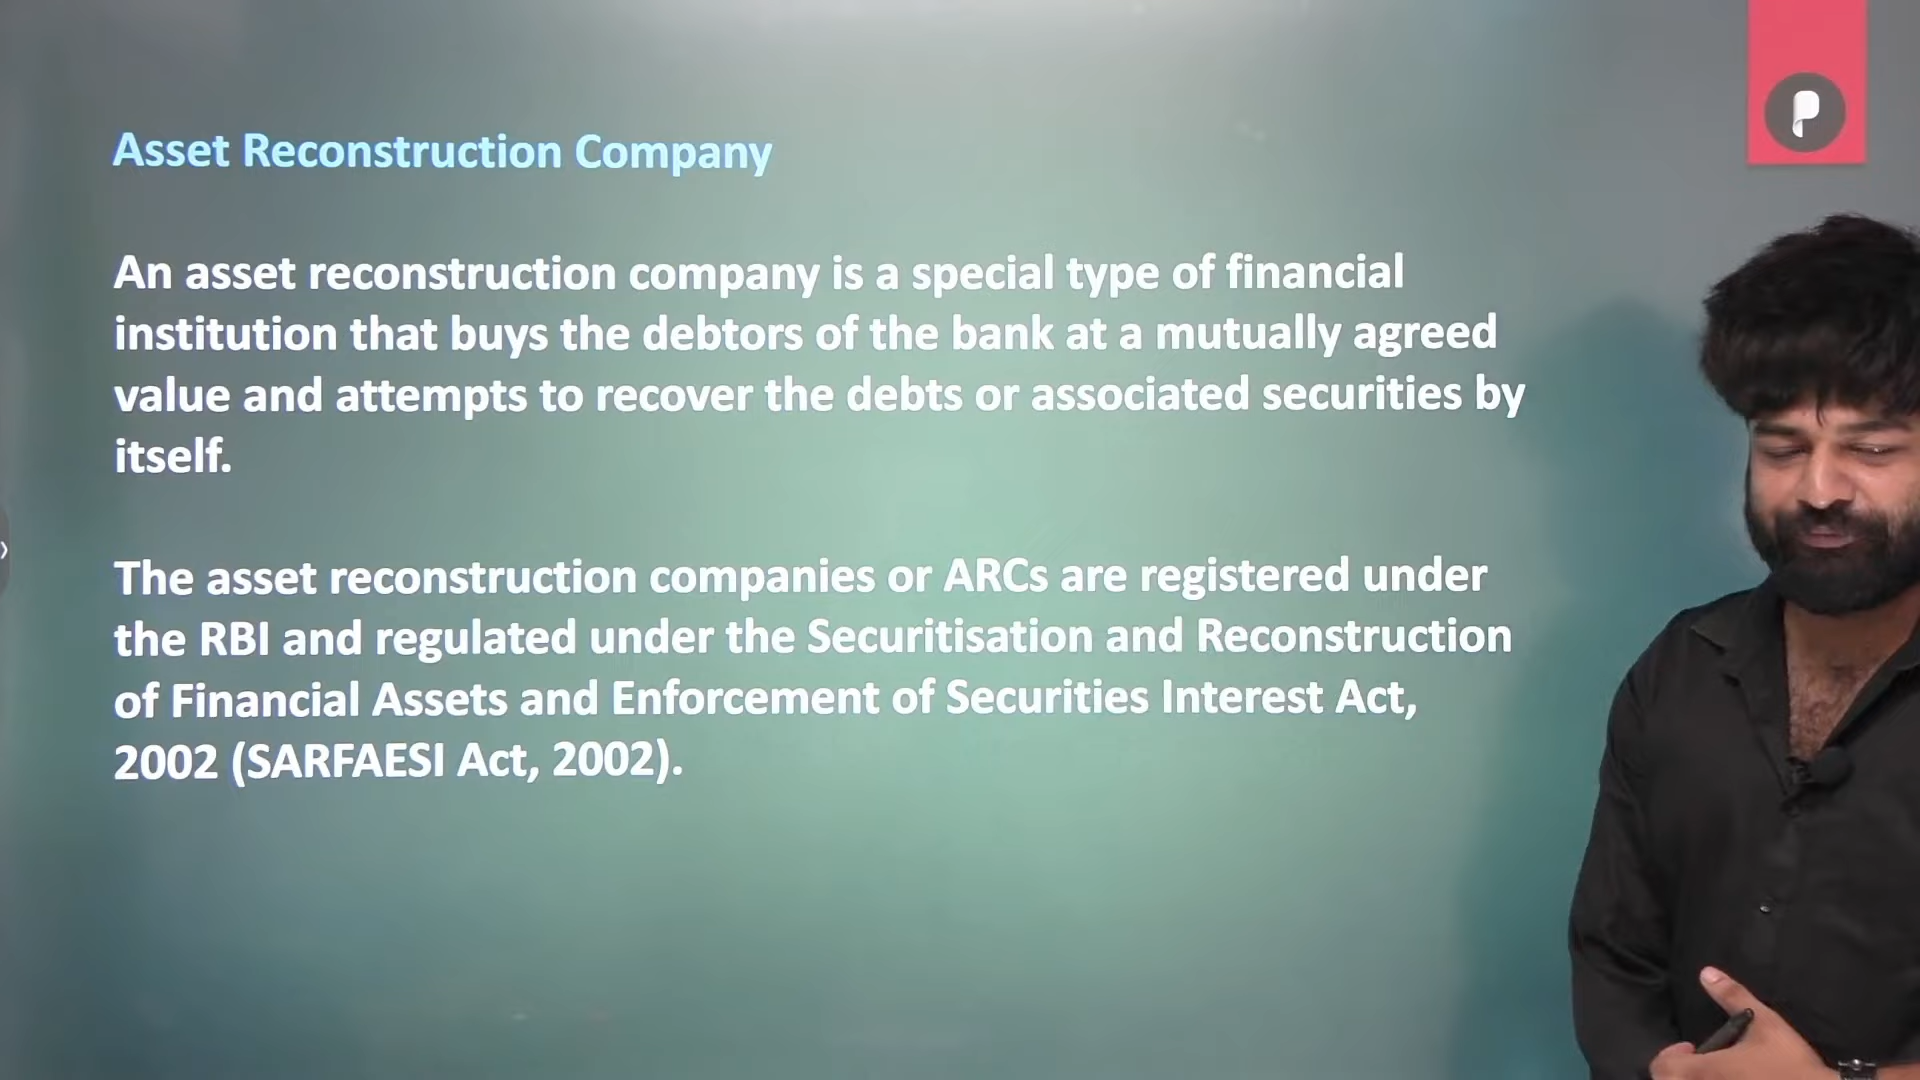 Asset Reconstruction Company
An asset reconstruction company is a special type of financial
institution that buys the debtors of the bank at a mutually agreed
value and attempts to recover the debts or associated securities by
itself.
The asset reconstruction companies or ARCs are registered under
the RBI and regulated under the Securitisation and Reconstruction
of Financial Assets and Enforcement of Securities Interest Act,
2002 (SARFAESI Act, 2002).